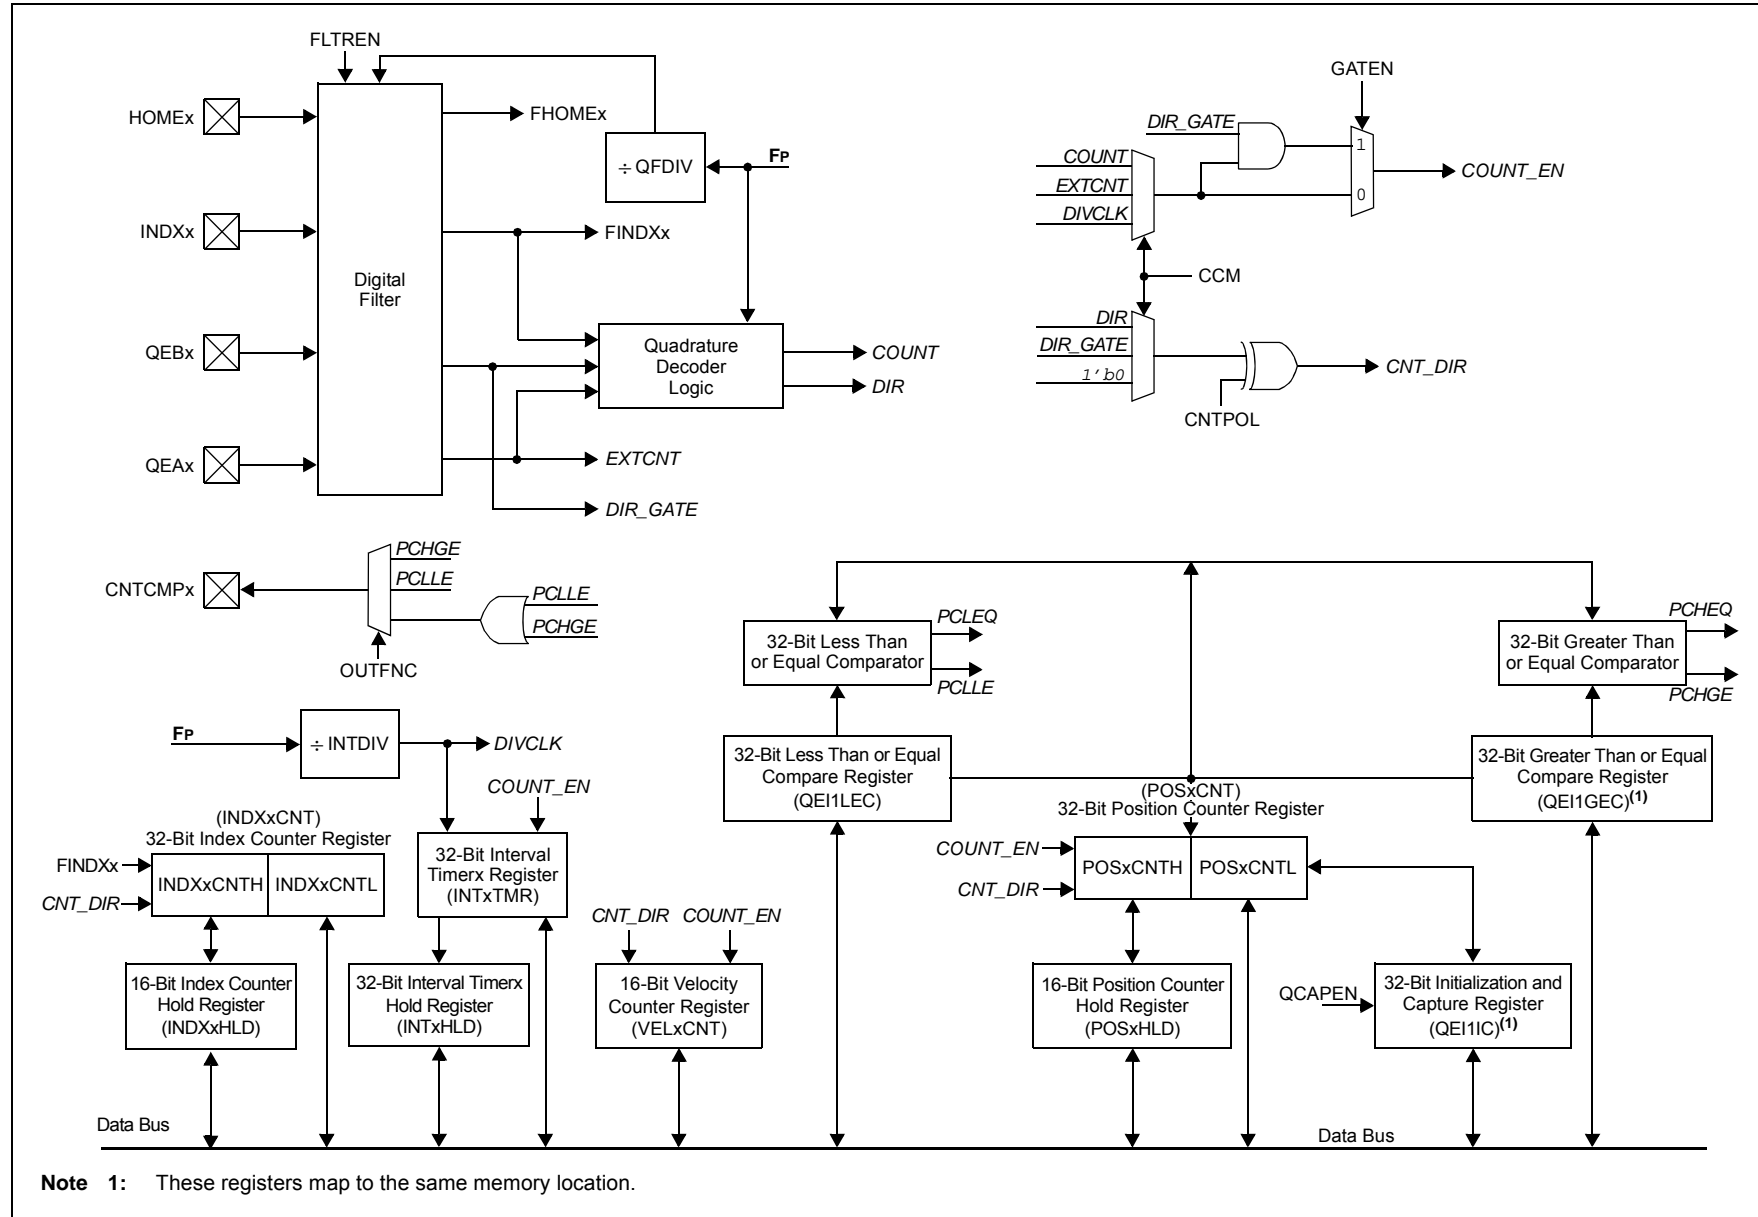 FLTREN
HOMEx
FHOMEx
÷ QFDIV
FP
INDXx
FINDXx
Digital
Filter
QEBx
Quadrature
Decoder
Logic
COUNT
DIR
QEAx
EXTCNT
DIR_GATE
GATEN
DIR_GATE
COUNT
EXTCNT
DIVCLK
1
0
COUNT_EN
CCM
DIR
DIR_GATE
1'b0
CNTPOL
CNT_DIR
CNTCMPx
PCHGE
PCLLE
PCLLE
PCHGE
OUTFNC
32-Bit Less Than
or Equal Comparator
PCLEQ
PCLLE
32-Bit Greater Than
or Equal Comparator
PCHEQ
PCHGE
FP
÷ INTDIV
DIVCLK
COUNT_EN
32-Bit Less Than or Equal
Compare Register
(QEI1LEC)
32-Bit Greater Than or Equal
Compare Register
(QEI1GEC)(1)
(INDXxCNT)
32-Bit Index Counter Register
FINDXx
CNT_DIR
INDXxCNTH
INDXxCNTL
32-Bit Interval
Timerx Register
(INTxTMR)
(POSxCNT)
32-Bit Position Counter Register
COUNT_EN
CNT_DIR
POSxCNTH
POSxCNTL
CNT_DIR
COUNT_EN
16-Bit Index Counter
Hold Register
(INDXxHLD)
32-Bit Interval Timerx
Hold Register
(INTxHLD)
16-Bit Velocity
Counter Register
(VELxCNT)
16-Bit Position Counter
Hold Register
(POSxHLD)
QCAPEN
32-Bit Initialization and
Capture Register
(QEI1IC)(1)
Data Bus
Data Bus
Note 1: These registers map to the same memory location.